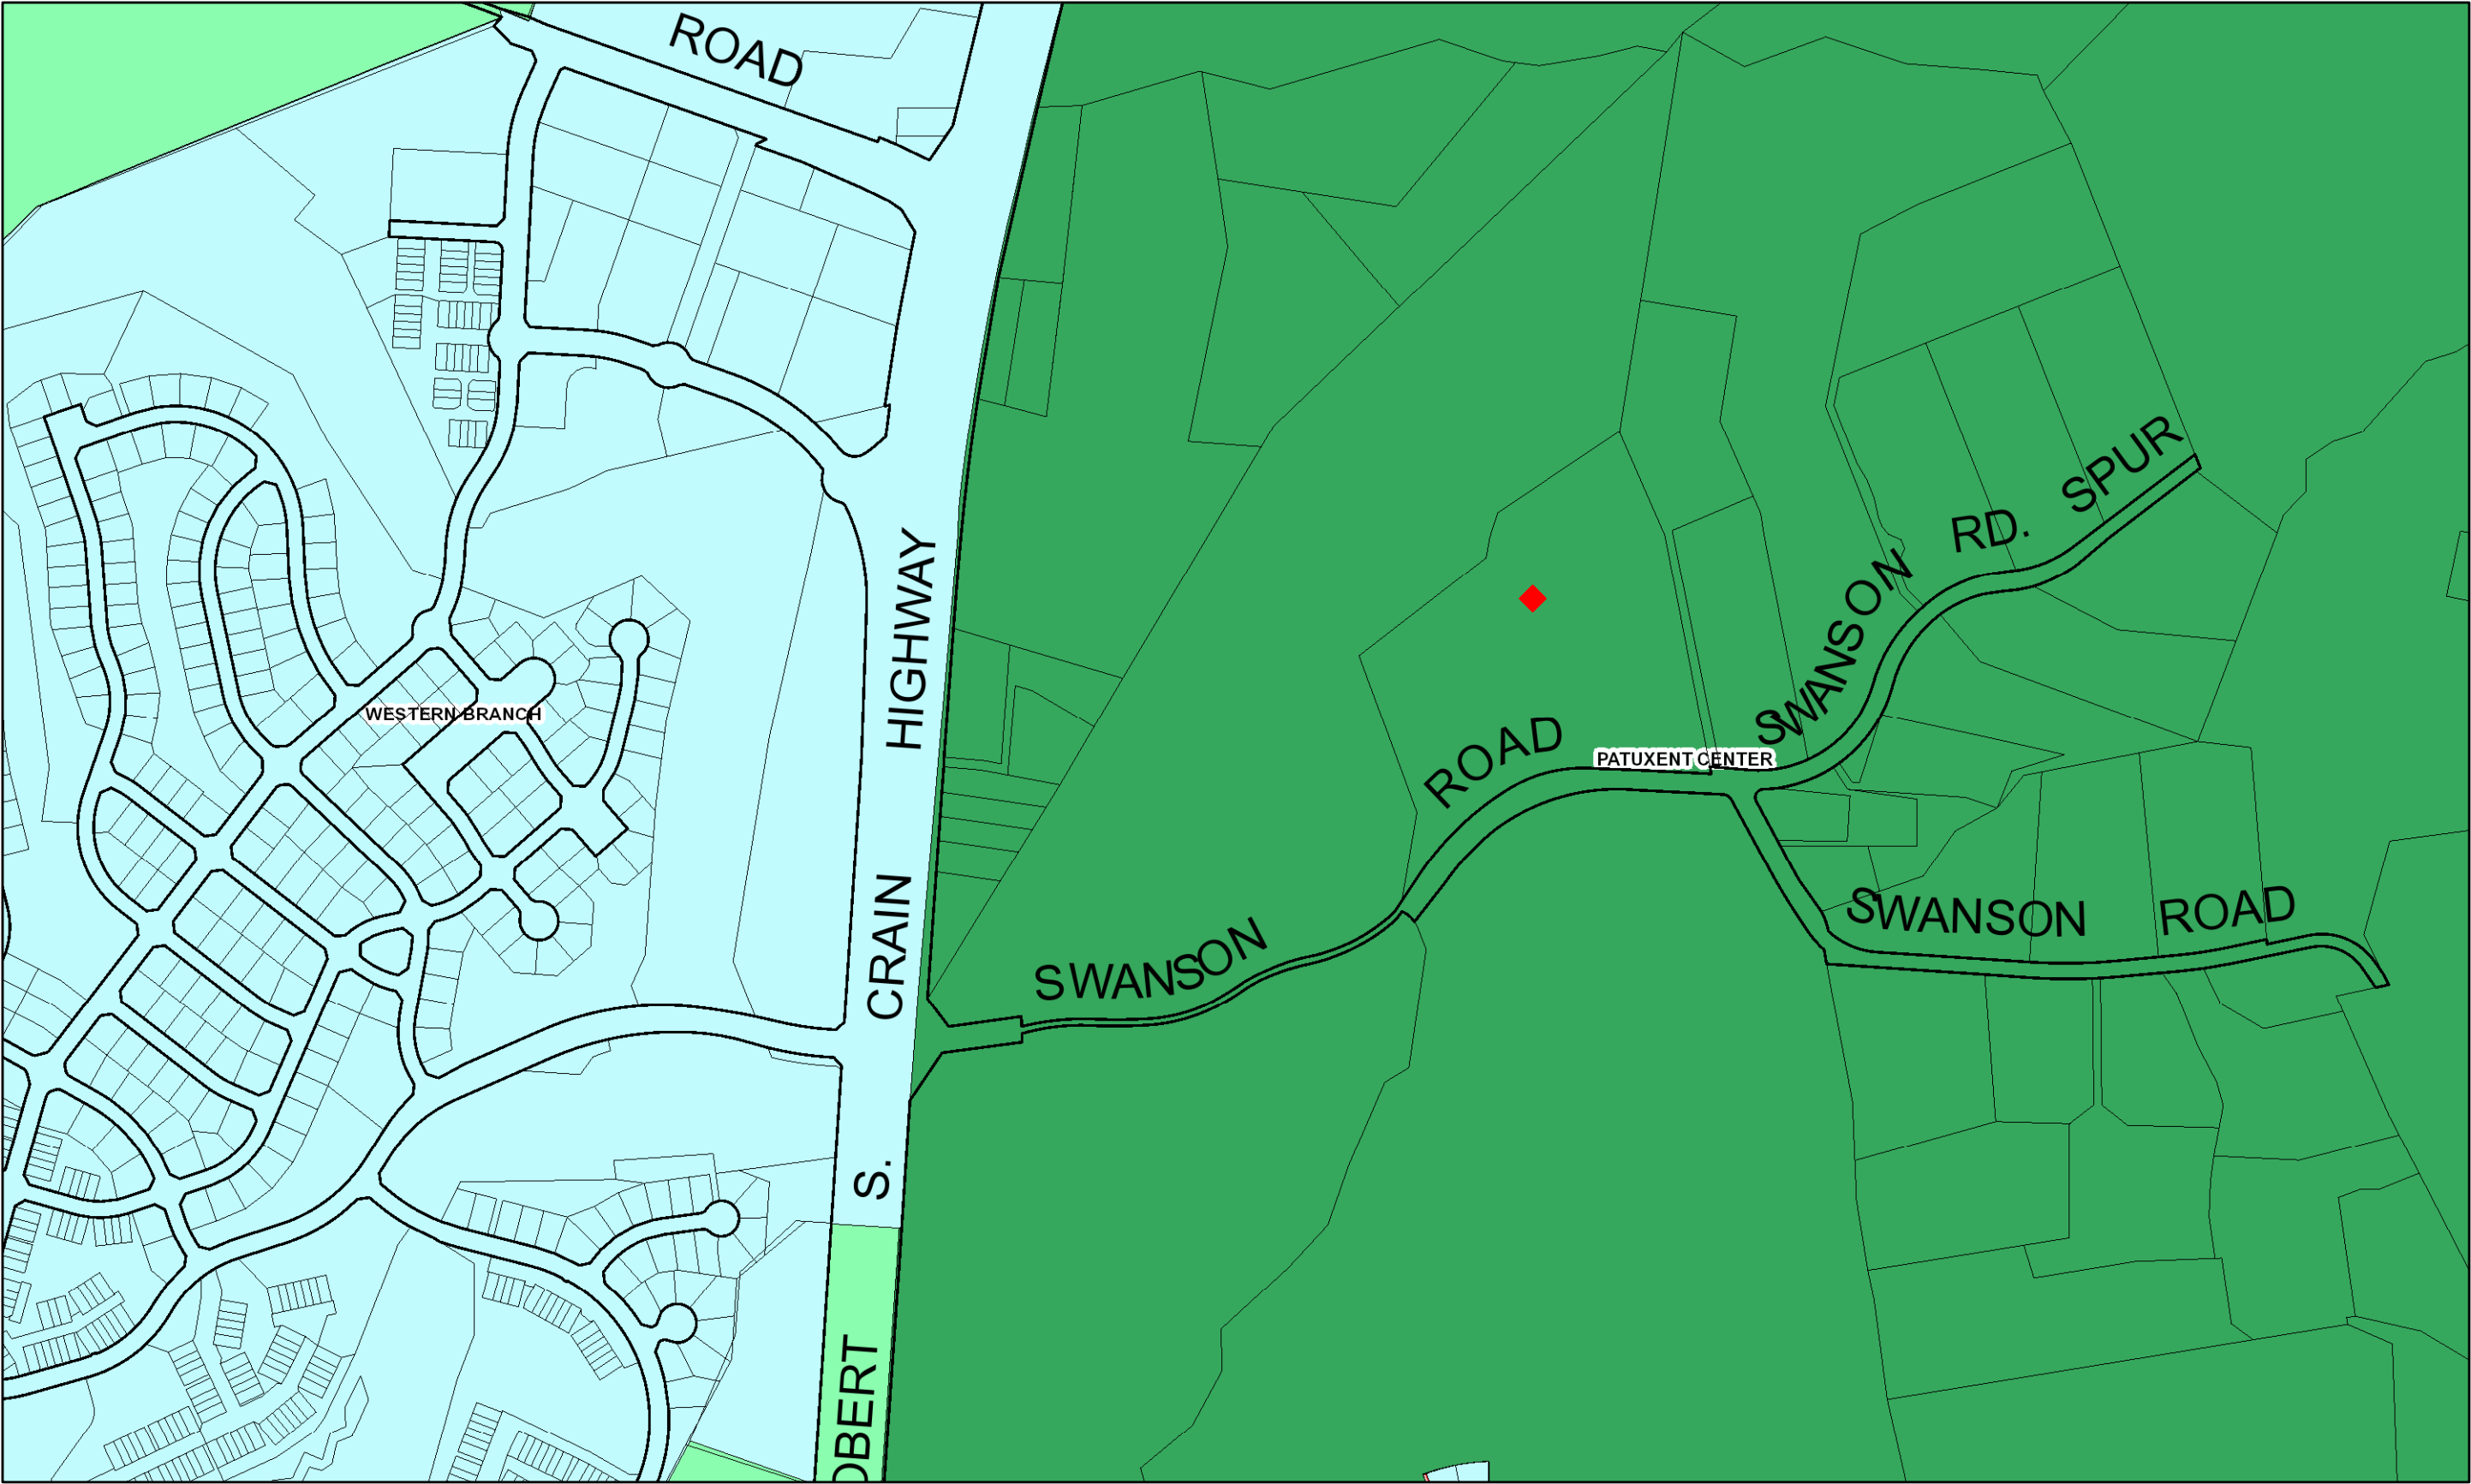 ROAD
HIGHWAY
CRAIN
S.
OBERT
WESTERN BRANCH
SWANSON
ROAD
PATUXENT CENTER
SWANSON
RD.
SPUR
SWANSON
ROAD